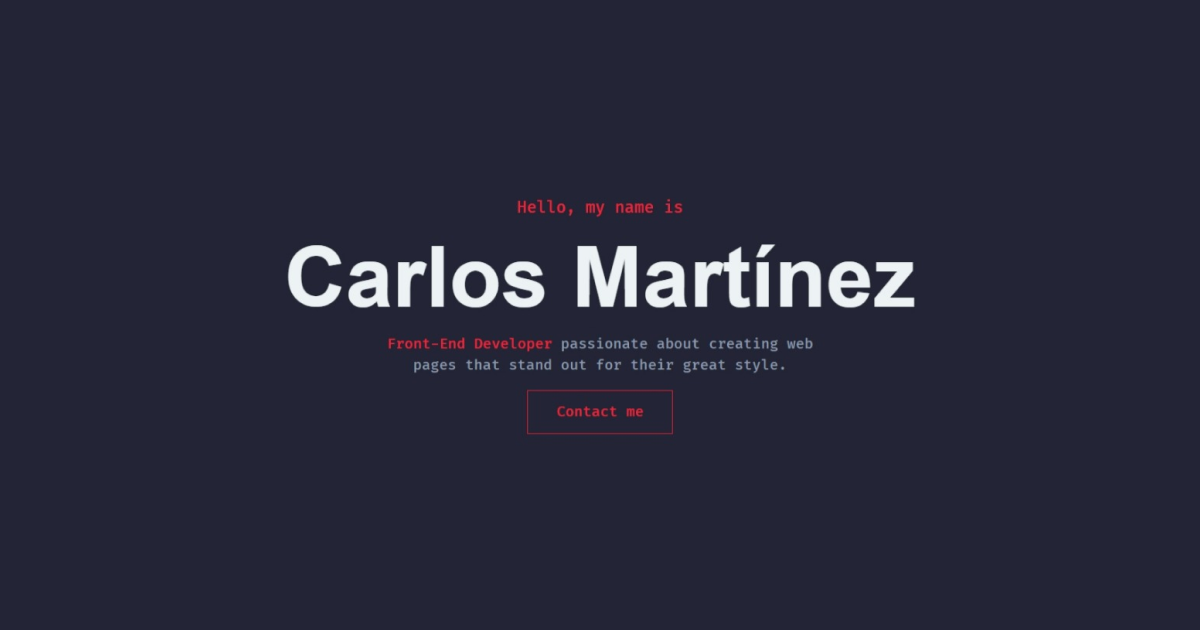 Hello, my name is
Carlos Martínez
Front-End Developer passionate about creating web
pages that stand out for their great style.
Contact me